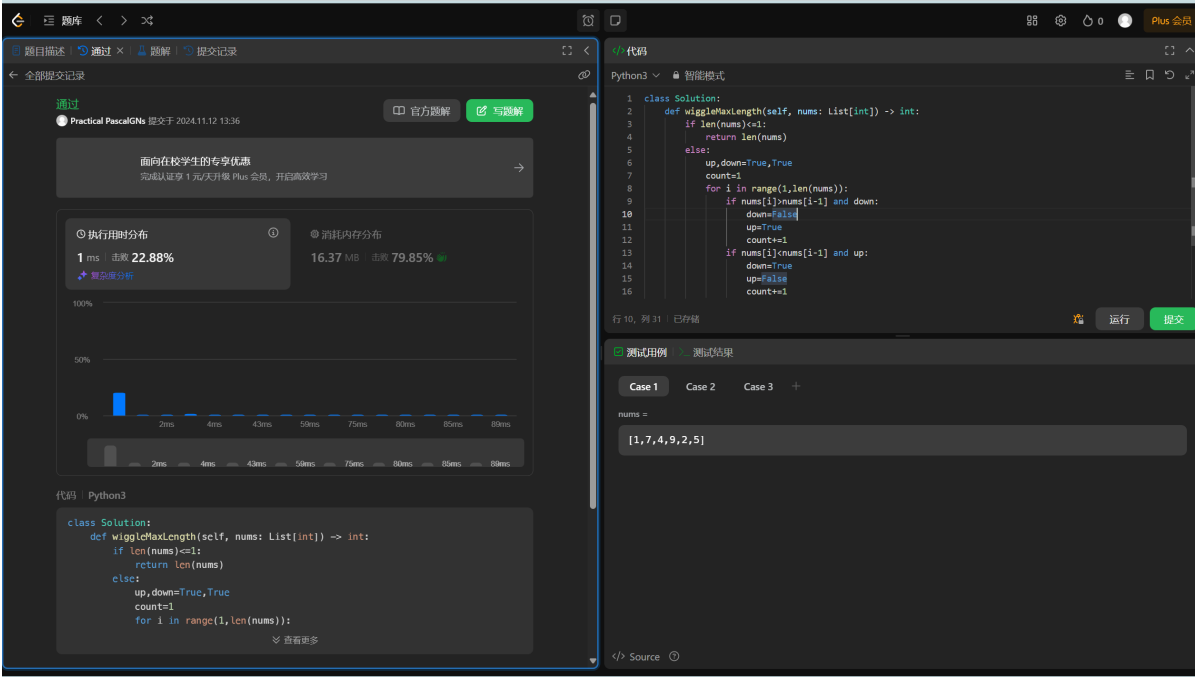 题库
0
Plus 会员
题目描述 通过 × 题解 提交记录
全部提交记录
通过
官方题解
写题解
Practical PascalGNs 提交于 2024.11.12 13:36
面向在校学生的专享优惠
完成认证享 1 元/天升级 Plus 会员，开启高效学习
执行用时分布
1 ms 击败 22.88%
复杂度分析
消耗内存分布
16.37 MB 击败 79.85%
100%
50%
0%
2ms 4ms 43ms 59ms 75ms 80ms 85ms 89ms
2ms 4ms 43ms 59ms 75ms 80ms 85ms 89ms
代码 Python3
class Solution:
def wiggleMaxLength(self, nums: List[int]) -> int:
if len(nums)<=1:
return len(nums)
else:
up,down=True,True
count=1
for i in range(1,len(nums)):
查看更多
</>代码
Python3 智能模式
1 class Solution:
2 def wiggleMaxLength(self, nums: List[int]) -> int:
3 if len(nums)<=1:
4 return len(nums)
5 else:
6 up,down=True,True
7 count=1
8 for i in range(1,len(nums)):
9 if nums[i]>nums[i-1] and down:
10 down=False
11 up=True
12 count+=1
13 if nums[i]<nums[i-1] and up:
14 down=True
15 up=False
16 count+=1
行 10，列 31 已存储
运行
提交
测试用例 >_ 测试结果
Case 1 Case 2 Case 3 +
nums =
[1,7,4,9,2,5]
</> Source